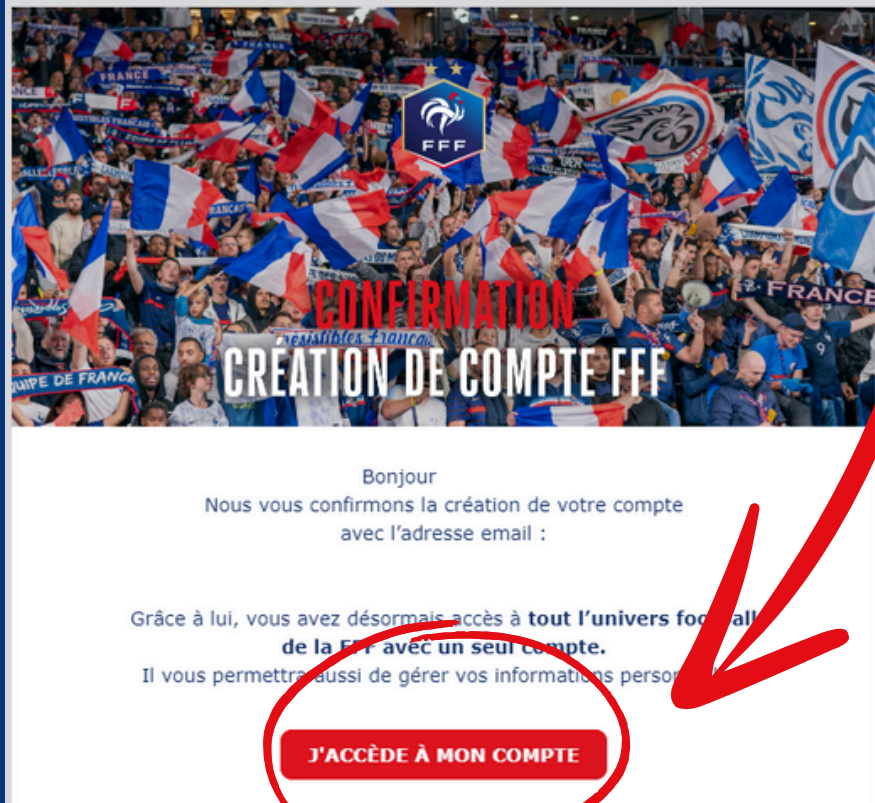 FRANCE
FFF
FRANCE
CONFIRMATION
CRÉATION DE COMPTE FFF
Bonjour
Nous vous confirmons la création de votre compte
avec l'adresse email :
Grâce à lui, vous avez désormais accès à tout l'univers
de la FFF avec un seul compte.
Il vous permettra aussi de gérer vos informations
J'ACCÈDE À MON COMPTE